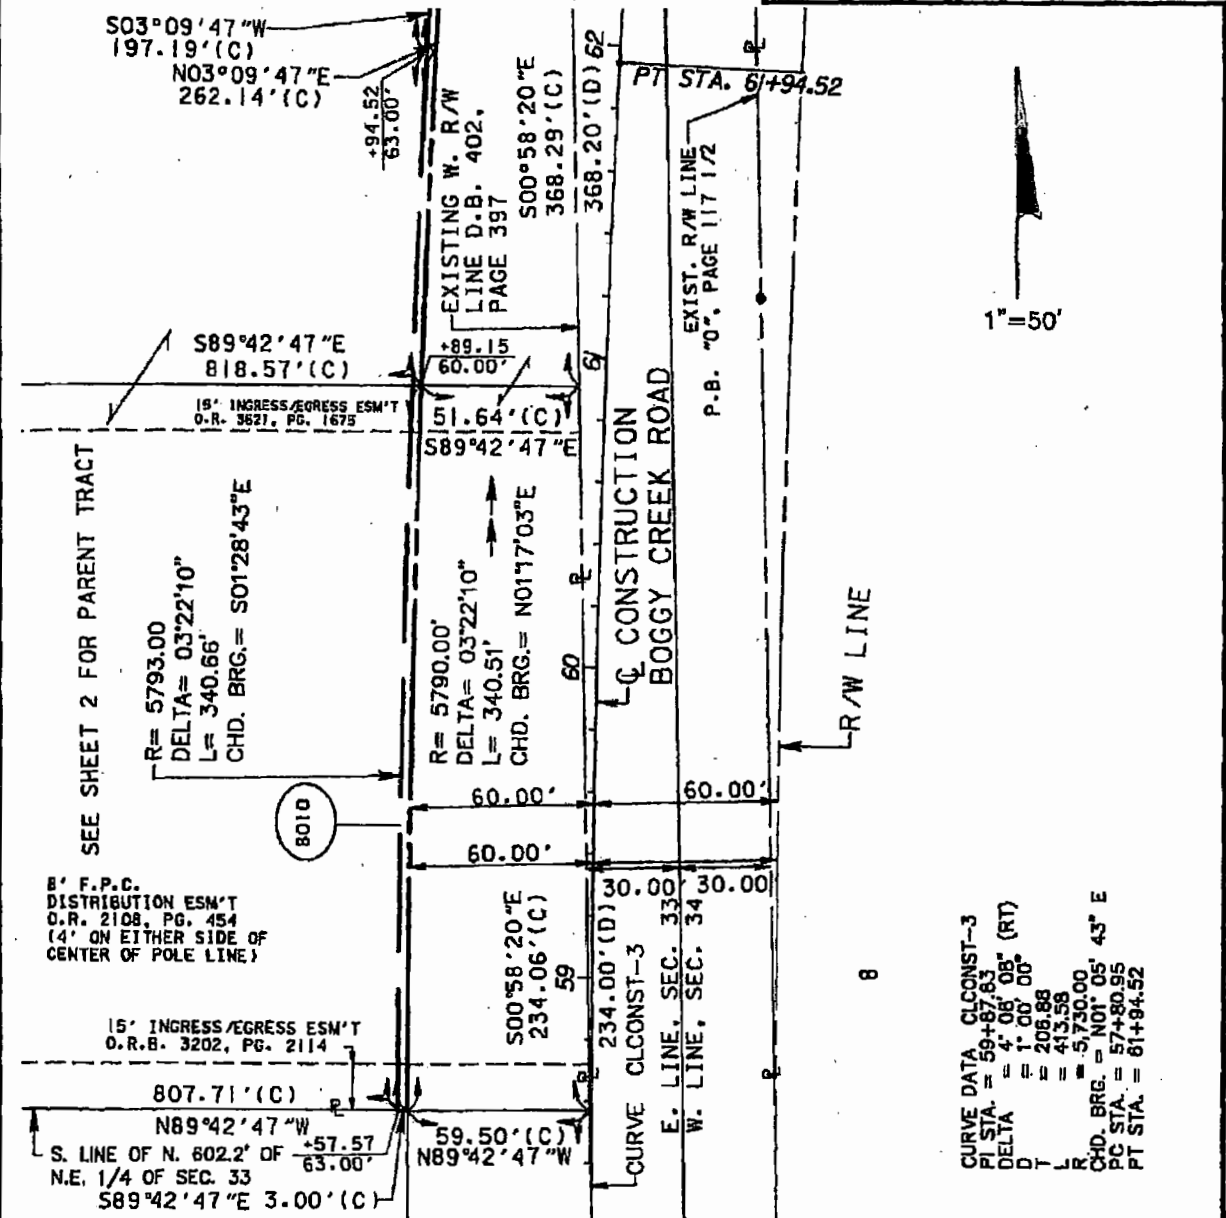 S03°09'47"W
197.19'(C)
N03°09'47"E
262.14'(C)
+94.52
63.00'
EXISTING W. R/W
LINE D.B. 402,
PAGE 397
S00°58'20"E
368.29'(C)
368.20'(D)
62
PT STA. 61+94.52
EXIST. R/W LINE
P.B. "O", PAGE 117 1/2
1"=50'
S89°42'47"E
818.57'(C)
+89.15
60.00'
61
15' INGRESS/EGRESS ESM'T
O.R. 3621, PG. 1675
51.64'(C)
S89°42'47"E
SEE SHEET 2 FOR PARENT TRACT
R= 5793.00
DELTA= 03°22'10"
L= 340.66'
CHD. BRG.= S01°28'43"E
R= 5790.00'
DELTA= 03°22'10"
L= 340.51'
CHD. BRG.= N01°17'03"E
60
℄ CONSTRUCTION
BOGGY CREEK ROAD
R/W LINE
60.00'
60.00'
8010
60.00'
30.00'
30.00
8' F.P.C.
DISTRIBUTION ESM'T
O.R. 2108, PG. 454
(4' ON EITHER SIDE OF
CENTER OF POLE LINE)
S00°58'20"E
234.06'(C)
59
234.00'(D)
CURVE CLCONST-3
E. LINE, SEC. 33
W. LINE, SEC. 34
8
15' INGRESS/EGRESS ESM'T
O.R.B. 3202, PG. 2114
807.71'(C)
N89°42'47"W
S. LINE OF N. 602.2' OF
N.E. 1/4 OF SEC. 33
+57.57
63.00'
S89°42'47"E 3.00'(C)
59.50'(C)
N89°42'47"W
CURVE DATA CLCONST-3
PI STA. = 59+87.83
DELTA = 4° 08' 08" (RT)
D = 1° 00' 00"
T = 206.88
L = 413.58
R = 5,730.00
CHD. BRG. = N01° 05' 43" E
PC STA. = 57+80.95
PT STA. = 61+94.52